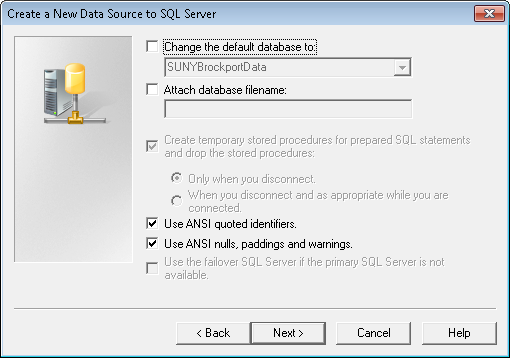 Create a New Data Source to SQL Server
Change the default database to:
SUNYBrockportData
Attach database filename:
Create temporary stored procedures for prepared SQL statements
and drop the stored procedures:
Only when you disconnect.
When you disconnect and as appropriate while you are
connected.
Use ANSI quoted identifiers.
Use ANSI nulls, paddings and warnings.
Use the failover SQL Server if the primary SQL Server is not
available.
< Back
Next >
Cancel
Help